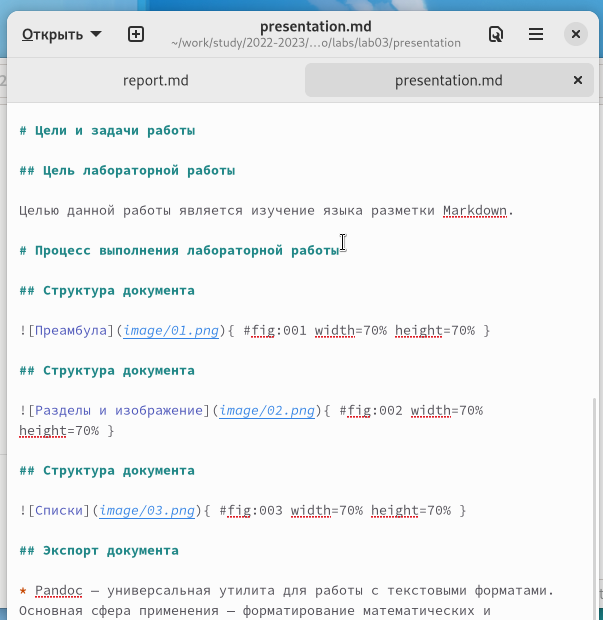 Открыть
presentation.md
~/work/study/2022-2023/…o/labs/lab03/presentation
report.md
presentation.md
# Цели и задачи работы
## Цель лабораторной работы
Целью данной работы является изучение языка разметки Markdown.
# Процесс выполнения лабораторной работы
## Структура документа
![Преамбула](image/01.png){ #fig:001 width=70% height=70% }
## Структура документа
![Разделы и изображение](image/02.png){ #fig:002 width=70%
height=70% }
## Структура документа
![Списки](image/03.png){ #fig:003 width=70% height=70% }
## Экспорт документа
* Pandoc — универсальная утилита для работы с текстовыми форматами.
Основная сфера применения — форматирование математических и